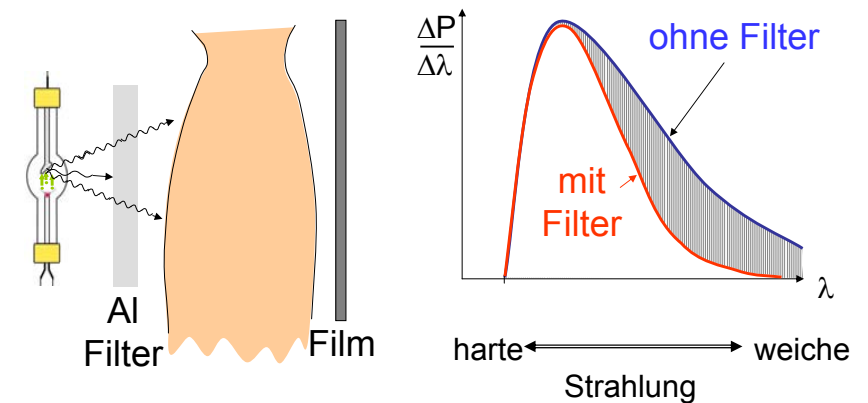 Al
Filter
Film
ΔP
Δλ
ohne Filter
mit
Filter
λ
harte
weiche
Strahlung